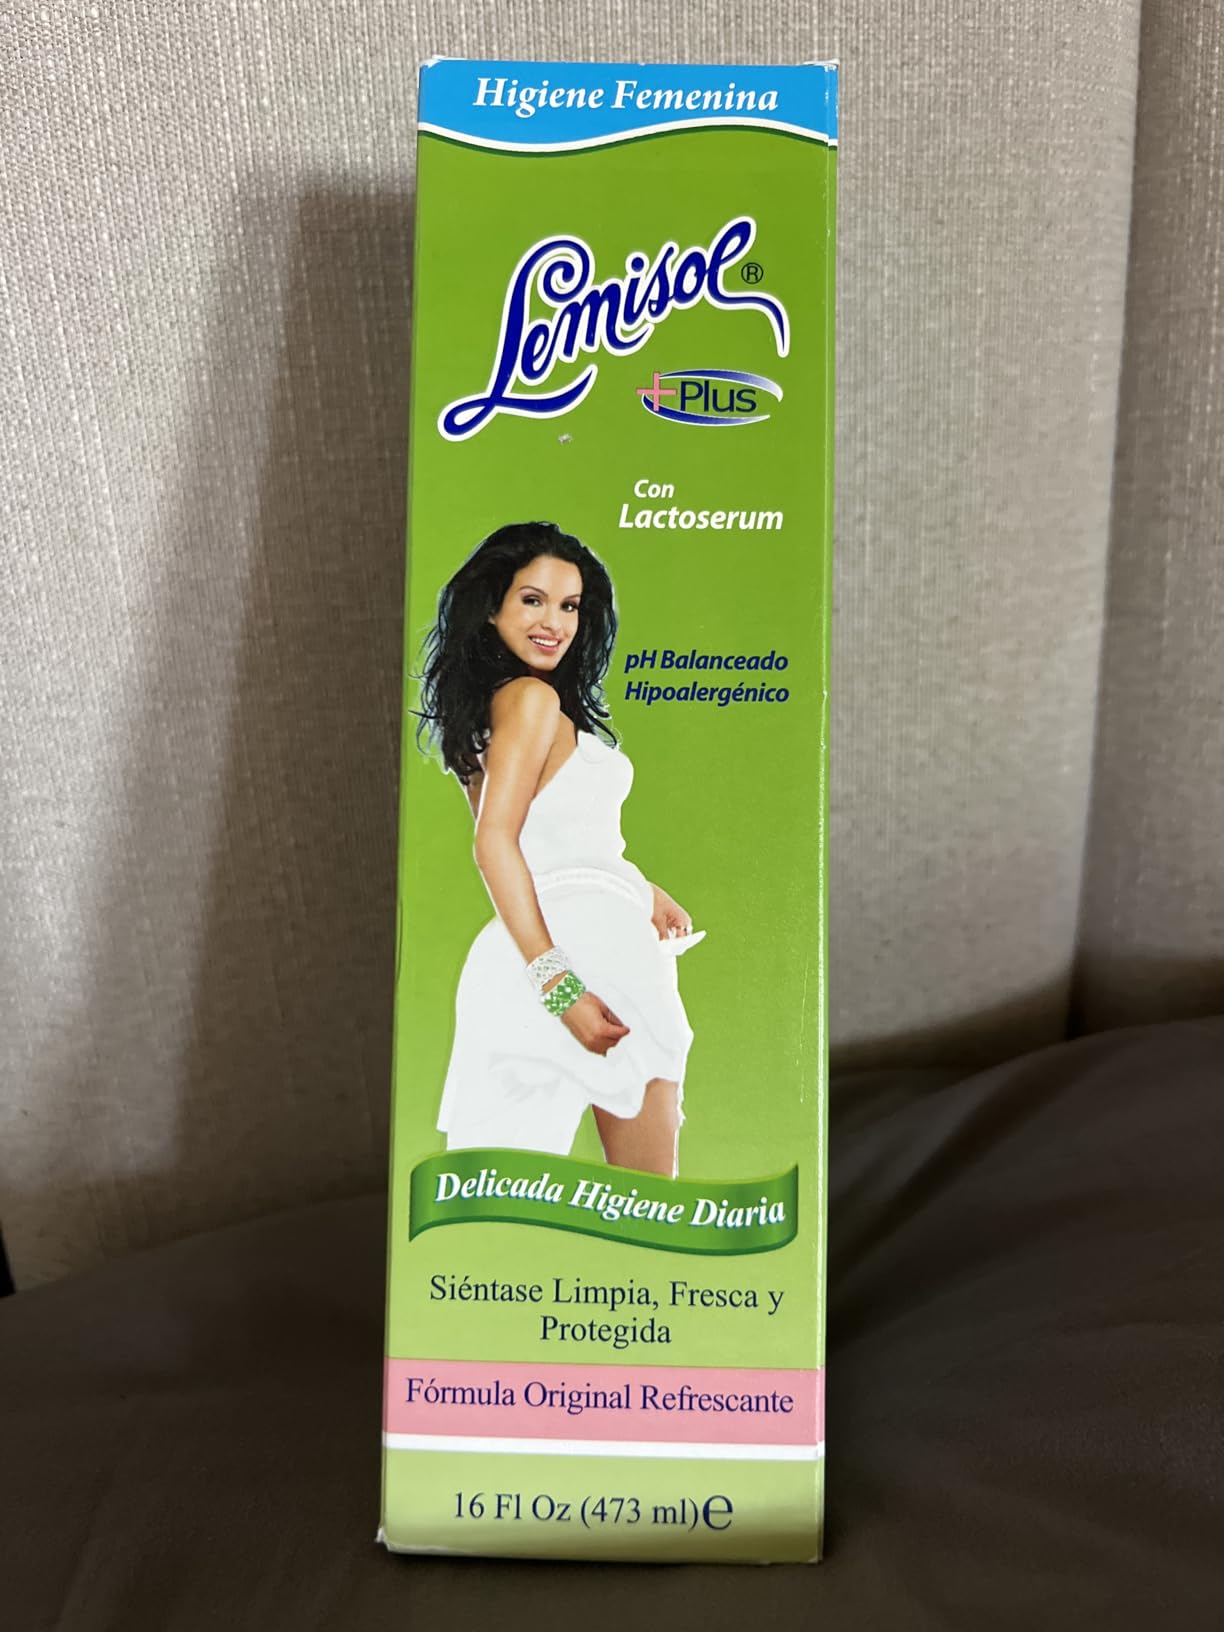 Higiene Femenina
Lemisol®
+Plus
Con
Lactoserum
pH Balanceado
Hipoalergénico
Delicada Higiene Diaria
Siéntase Limpia, Fresca y
Protegida
Fórmula Original Refrescante
16 Fl Oz (473 ml)℮